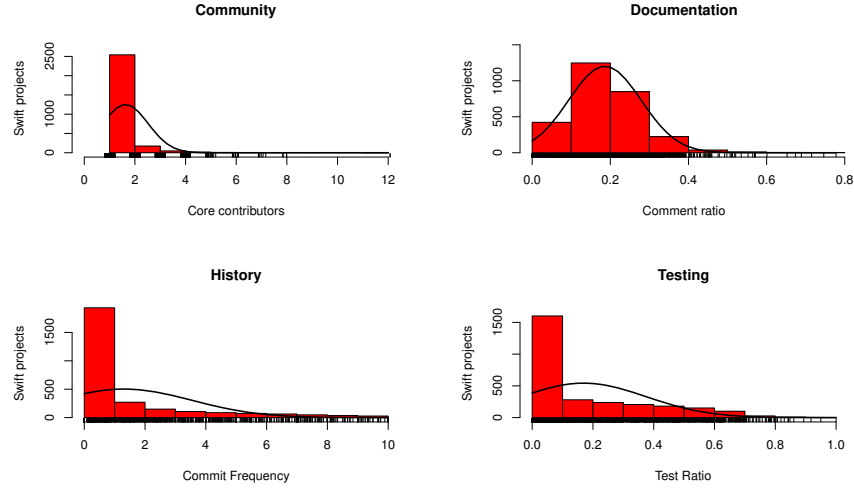 Community
Swift projects
0 1000 2500
0 2 4 6 8 10 12
Core contributors
Documentation
Swift projects
0 500 1000
0.0 0.2 0.4 0.6 0.8
Comment ratio
History
Swift projects
0 500 1500
0 2 4 6 8 10
Commit Frequency
Testing
Swift projects
0 500 1500
0.0 0.2 0.4 0.6 0.8 1.0
Test Ratio